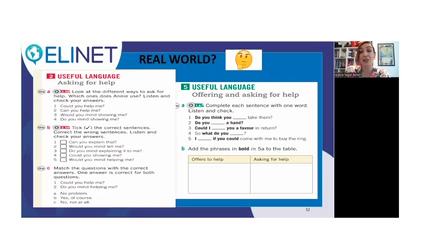 ELINET
REAL WORLD?
2 USEFUL LANGUAGE
Asking for help
a Look at the different ways to ask for
help. Which ones does Annie use? Listen and
check your answers.
1 Could you help me?
2 Can you help me?
3 Would you mind showing me?
4 Do you mind showing me?
b Tick (✓) the correct sentences.
Correct the wrong sentences. Listen and
check your answers.
1 Can you explain that?
2 Would you mind tell me?
3 Do you mind explaining it to me?
4 Could you showing me?
5 Would you mind helping me?
c Match the questions with the correct
answers. One answer is correct for both
questions.
1 Could you help me?
2 Do you mind helping me?
a No problem.
b Yes, of course.
c No, not at all.
5 USEFUL LANGUAGE
Offering and asking for help
a Complete each sentence with one word.
Listen and check.
1 Do you think you _____ take them?
2 Do you _____ a hand?
3 Could I _____ you a favour in return?
4 So what do you _____?
5 I _____ if you could come with me to buy the ring.
b Add the phrases in bold in 5a to the table.
Offers to help
Asking for help